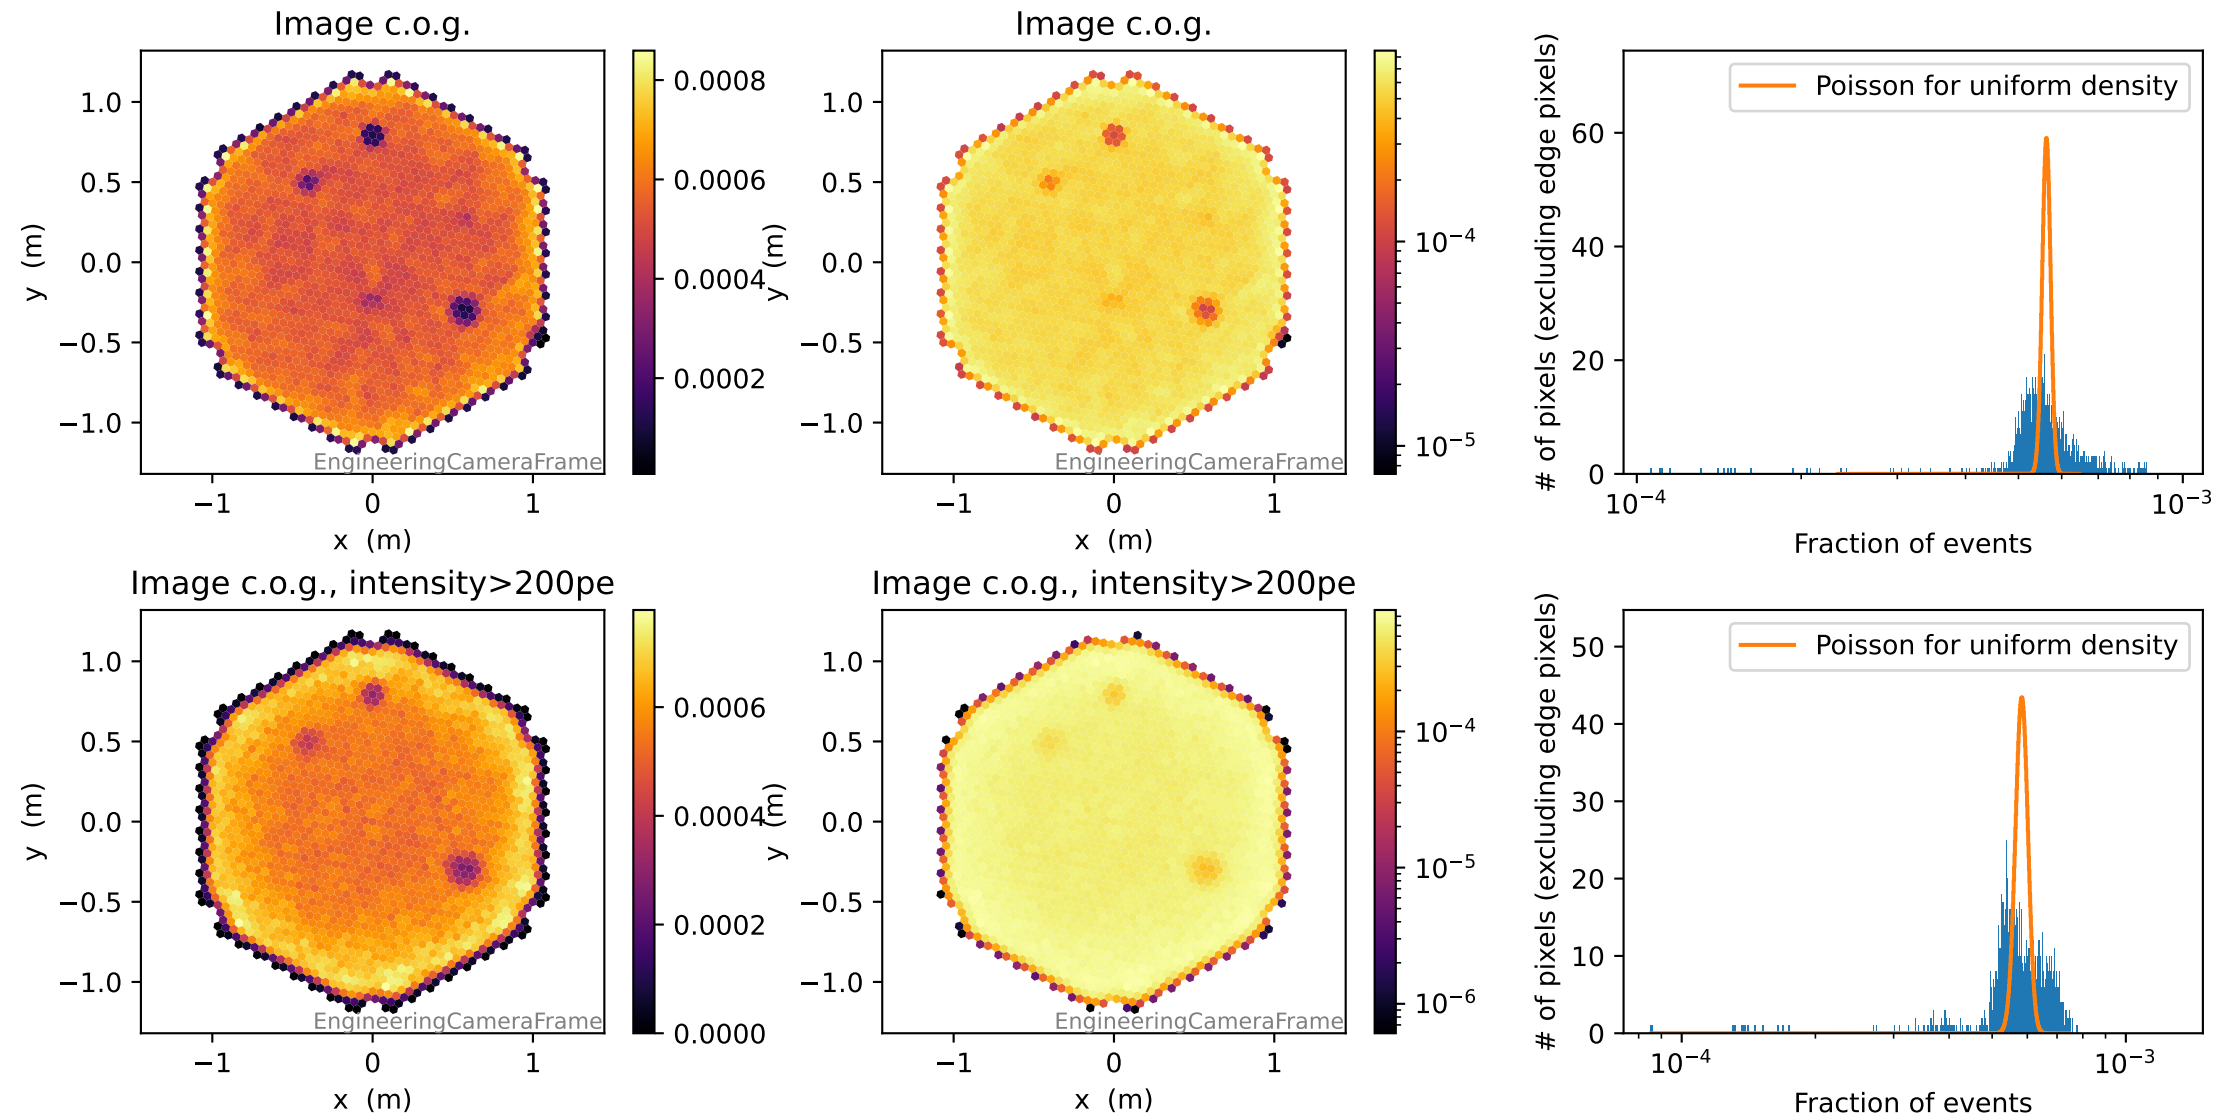 Image c.o.g.
1.0
0.5
0.0
−0.5
−1.0
y (m)
EngineeringCameraFrame
−1 0 1
x (m)
0.0008
0.0006
0.0004
0.0002
Image c.o.g.
1.0
0.5
0.0
−0.5
−1.0
y (m)
EngineeringCameraFrame
−1 0 1
x (m)
10⁻⁴
10⁻⁵
# of pixels (excluding edge pixels)
60
40
20
0
Poisson for uniform density
10⁻⁴ 10⁻³
Fraction of events
Image c.o.g., intensity>200pe
1.0
0.5
0.0
−0.5
−1.0
y (m)
EngineeringCameraFrame
−1 0 1
x (m)
0.0006
0.0004
0.0002
0.0000
Image c.o.g., intensity>200pe
1.0
0.5
0.0
−0.5
−1.0
y (m)
EngineeringCameraFrame
−1 0 1
x (m)
10⁻⁴
10⁻⁵
10⁻⁶
# of pixels (excluding edge pixels)
50
40
30
20
10
0
Poisson for uniform density
10⁻⁴ 10⁻³
Fraction of events